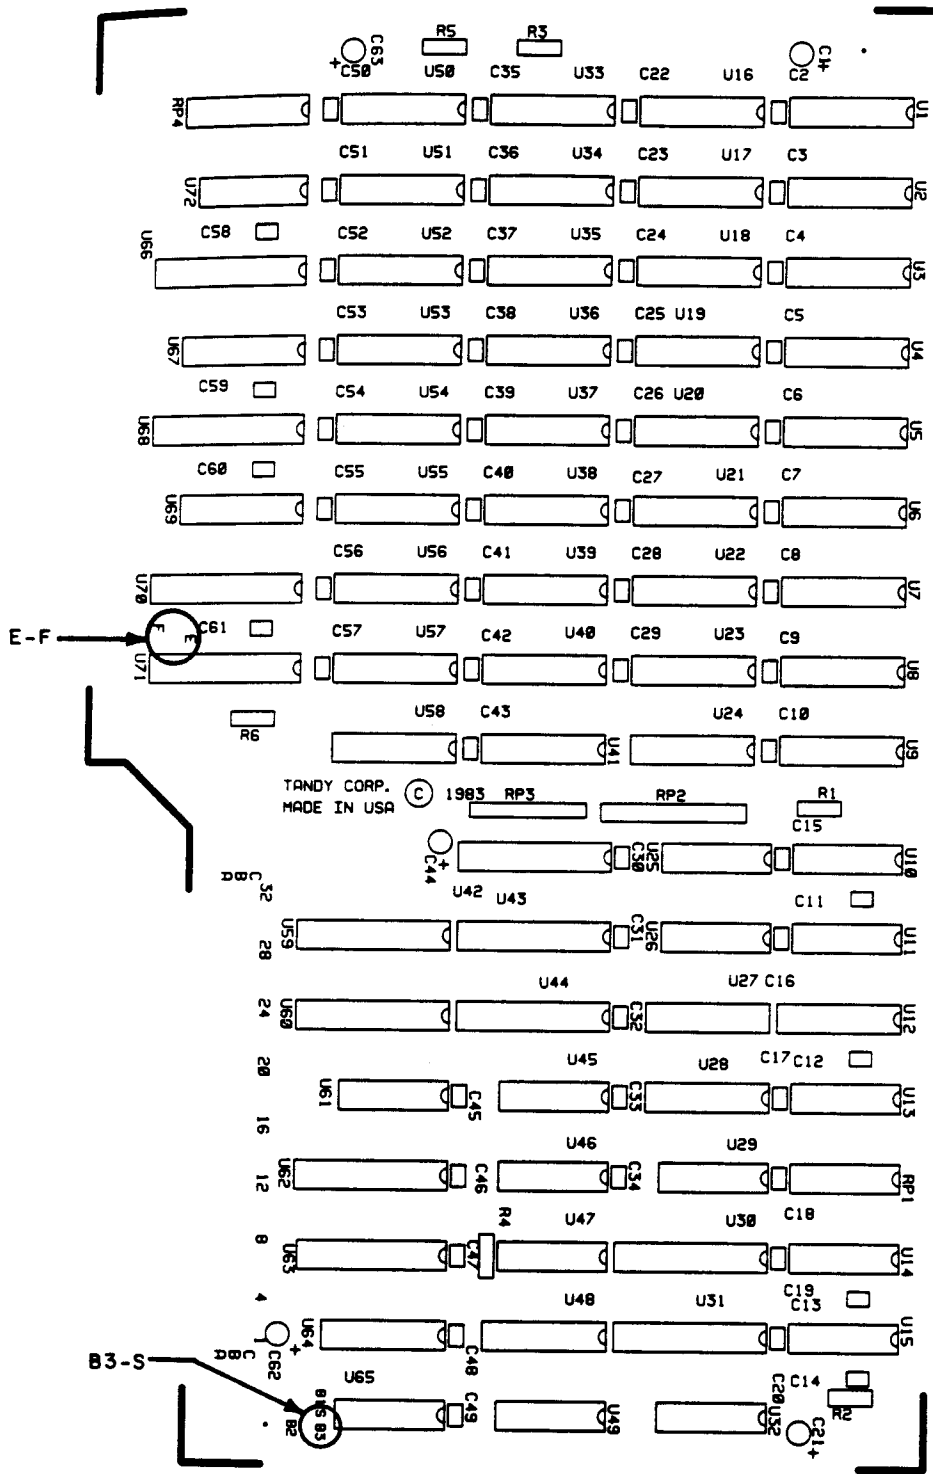 R5 R3
C63 C1
C50 U50 C35 U33 C22 U16 C2
RP4 U1
C51 U51 C36 U34 C23 U17 C3
U72 U2
C58 C52 U52 C37 U35 C24 U18 C4
U66 U3
C53 U53 C38 U36 C25 U19 C5
U67 U4
C59 C54 U54 C39 U37 C26 U20 C6
U68 U5
C60 C55 U55 C40 U38 C27 U21 C7
U69 U6
C56 U56 C41 U39 C28 U22 C8
U70 U7
E-F F E C61 C57 U57 C42 U40 C29 U23 C9
U71 U8
U58 C43 U24 C10
R6 U41 U9
TANDY CORP. © 1983 RP3 RP2 R1
MADE IN USA
C15
C44 C30 U25 U10
CBA 32 U42 U43 C11
28 U59 C31 U26 U11
U44 U27 C16
24 U60 C32 U12
20 U45 U28 C17 C12
U61 C45 C33 U13
16 U46 U29
12 U62 C46 C34 RP1
R4 U47 U30 C18
8 U63 C47 U14
4 U48 U31 C19
C13
U64 C48 U15
B3-S CBA C62
U65 C20 C14
B1 S B3 C49 U49 U32 R2
B2 C21